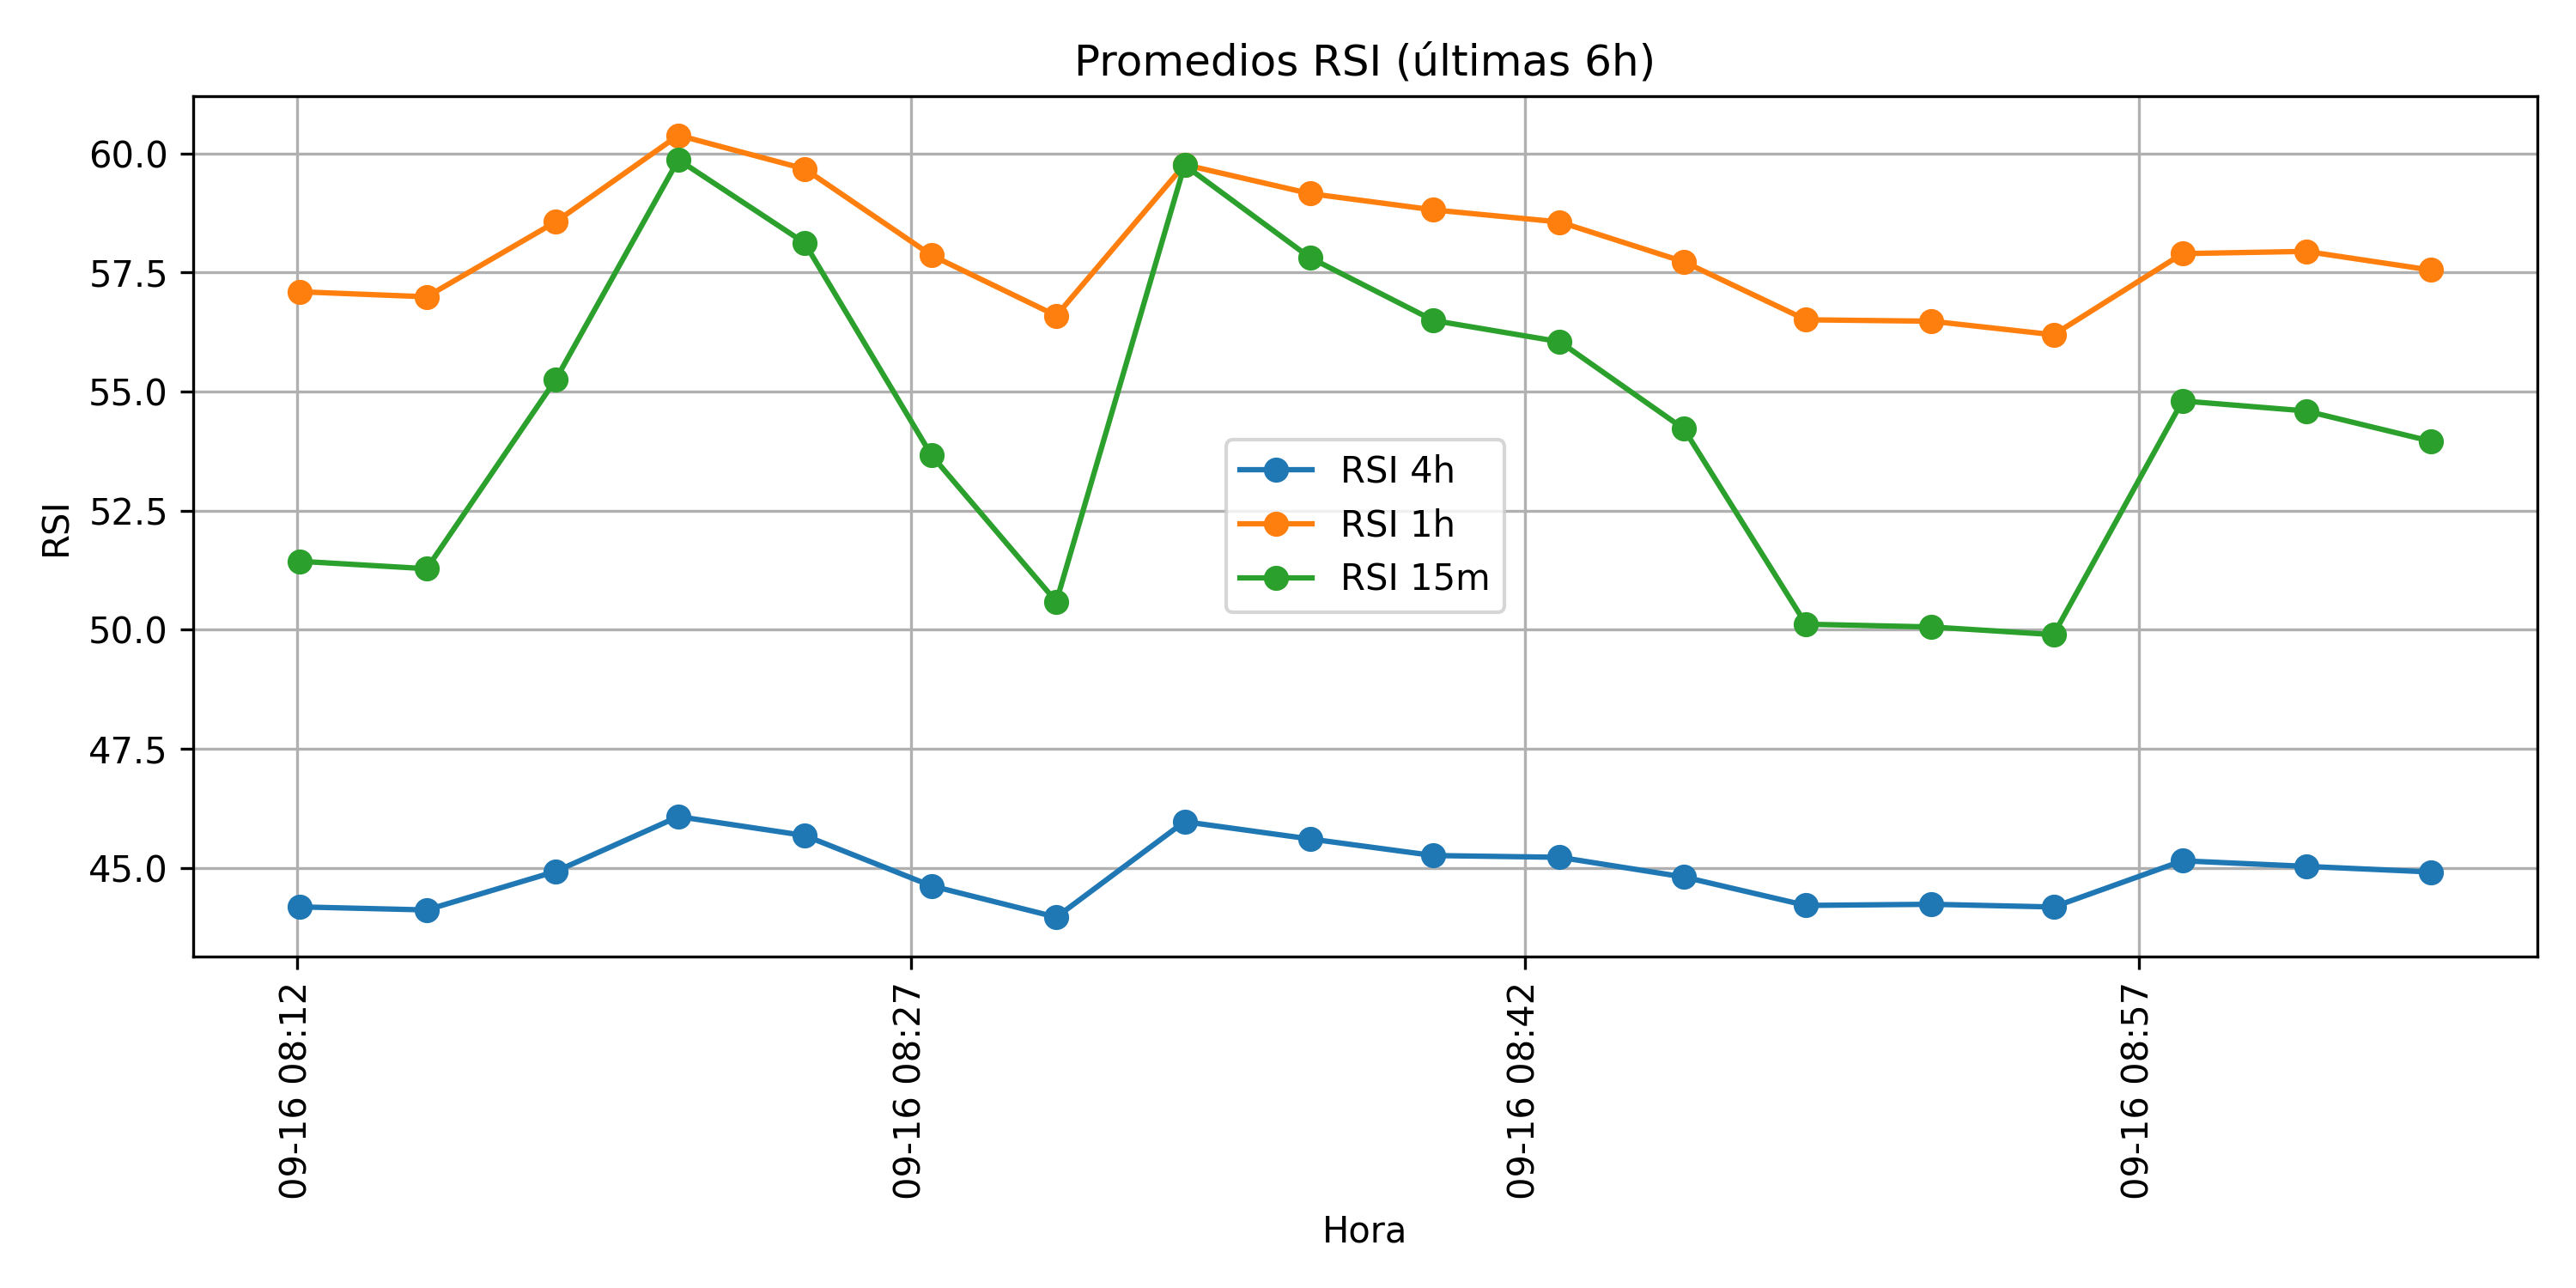 Promedios RSI (últimas 6h)
RSI
60.0
57.5
55.0
52.5
50.0
47.5
45.0
RSI 4h
RSI 1h
RSI 15m
09-16 08:12
09-16 08:27
09-16 08:42
09-16 08:57
Hora